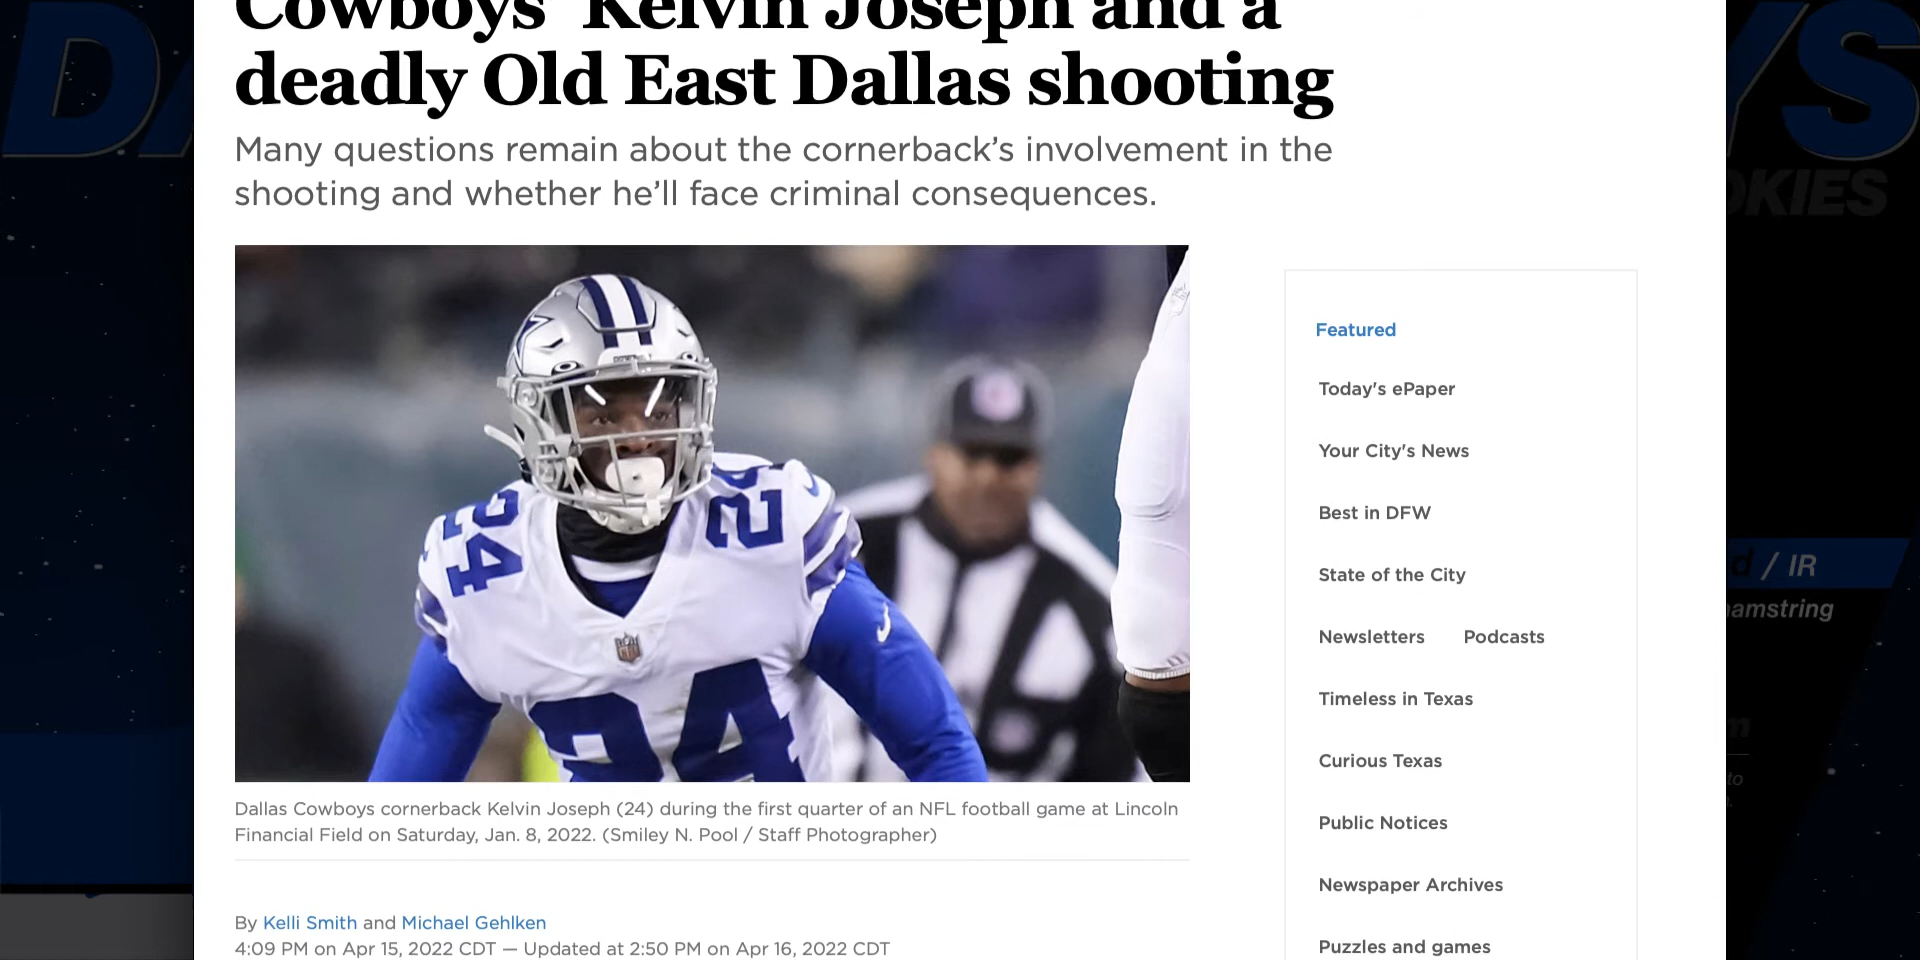 Cowboys' Kelvin Joseph and a
deadly Old East Dallas shooting
Many questions remain about the cornerback’s involvement in the
shooting and whether he’ll face criminal consequences.
24
24
24
Dallas Cowboys cornerback Kelvin Joseph (24) during the first quarter of an NFL football game at Lincoln
Financial Field on Saturday, Jan. 8, 2022. (Smiley N. Pool / Staff Photographer)
By Kelli Smith and Michael Gehlken
4:09 PM on Apr 15, 2022 CDT — Updated at 2:50 PM on Apr 16, 2022 CDT
Featured
Today's ePaper
Your City's News
Best in DFW
State of the City
Newsletters Podcasts
Timeless in Texas
Curious Texas
Public Notices
Newspaper Archives
Puzzles and games
/ IR